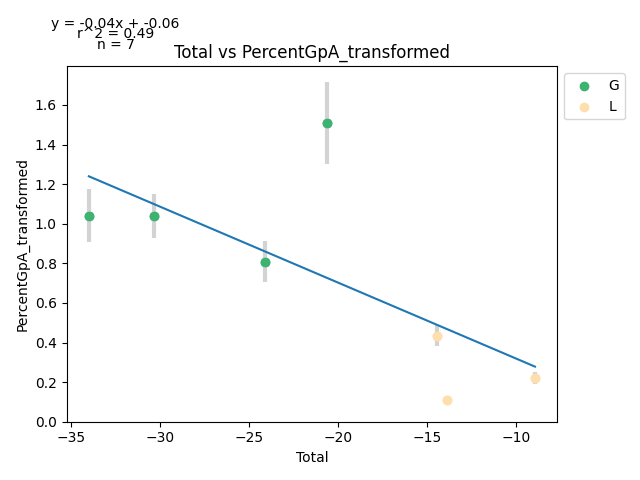 y = -0.04x + -0.06
r^2 = 0.49
n = 7
Total vs PercentGpA_transformed
G
L
PercentGpA_transformed
1.6
1.4
1.2
1.0
0.8
0.6
0.4
0.2
0.0
−35
−30
−25
−20
−15
−10
Total